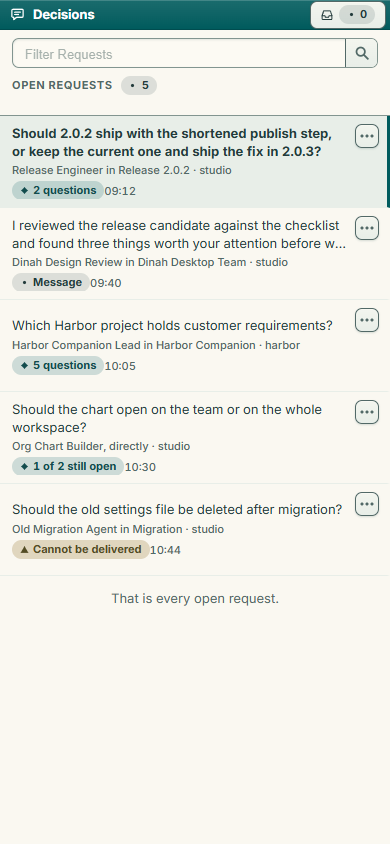 Decisions
• 0
Filter Requests
OPEN REQUESTS • 5
Should 2.0.2 ship with the shortened publish step,
or keep the current one and ship the fix in 2.0.3?
Release Engineer in Release 2.0.2 · studio
2 questions 09:12
I reviewed the release candidate against the checklist
and found three things worth your attention before w...
Dinah Design Review in Dinah Desktop Team · studio
• Message 09:40
Which Harbor project holds customer requirements?
Harbor Companion Lead in Harbor Companion · harbor
5 questions 10:05
Should the chart open on the team or on the whole
workspace?
Org Chart Builder, directly · studio
1 of 2 still open 10:30
Should the old settings file be deleted after migration?
Old Migration Agent in Migration · studio
Cannot be delivered 10:44
That is every open request.